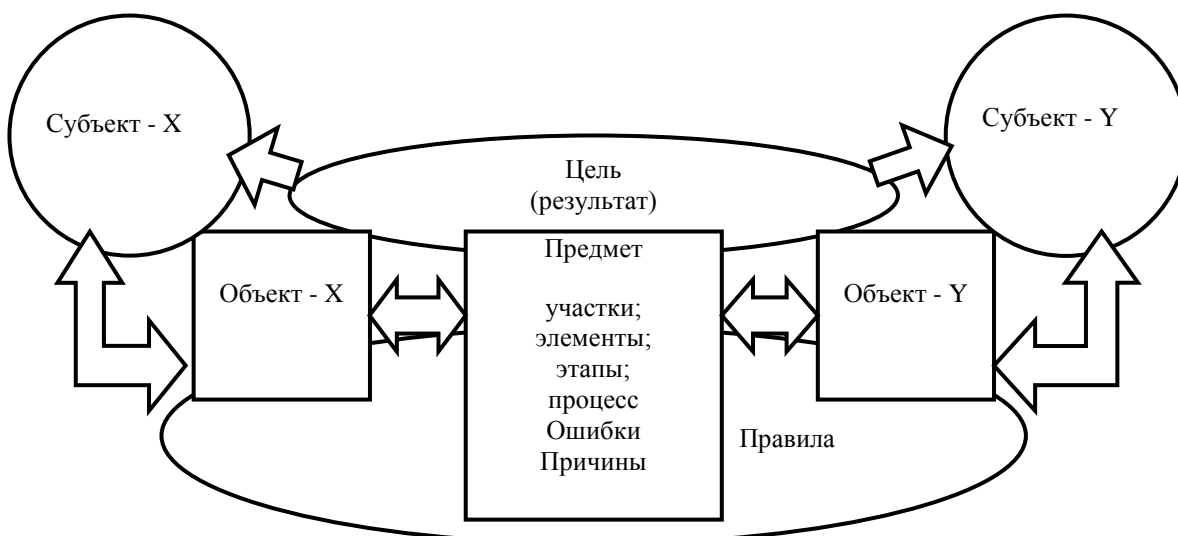 Субъект - X
Субъект - Y
Цель
(результат)
Объект - X
Предмет
участки;
элементы;
этапы;
процесс
Ошибки
Причины
Объект - Y
Правила